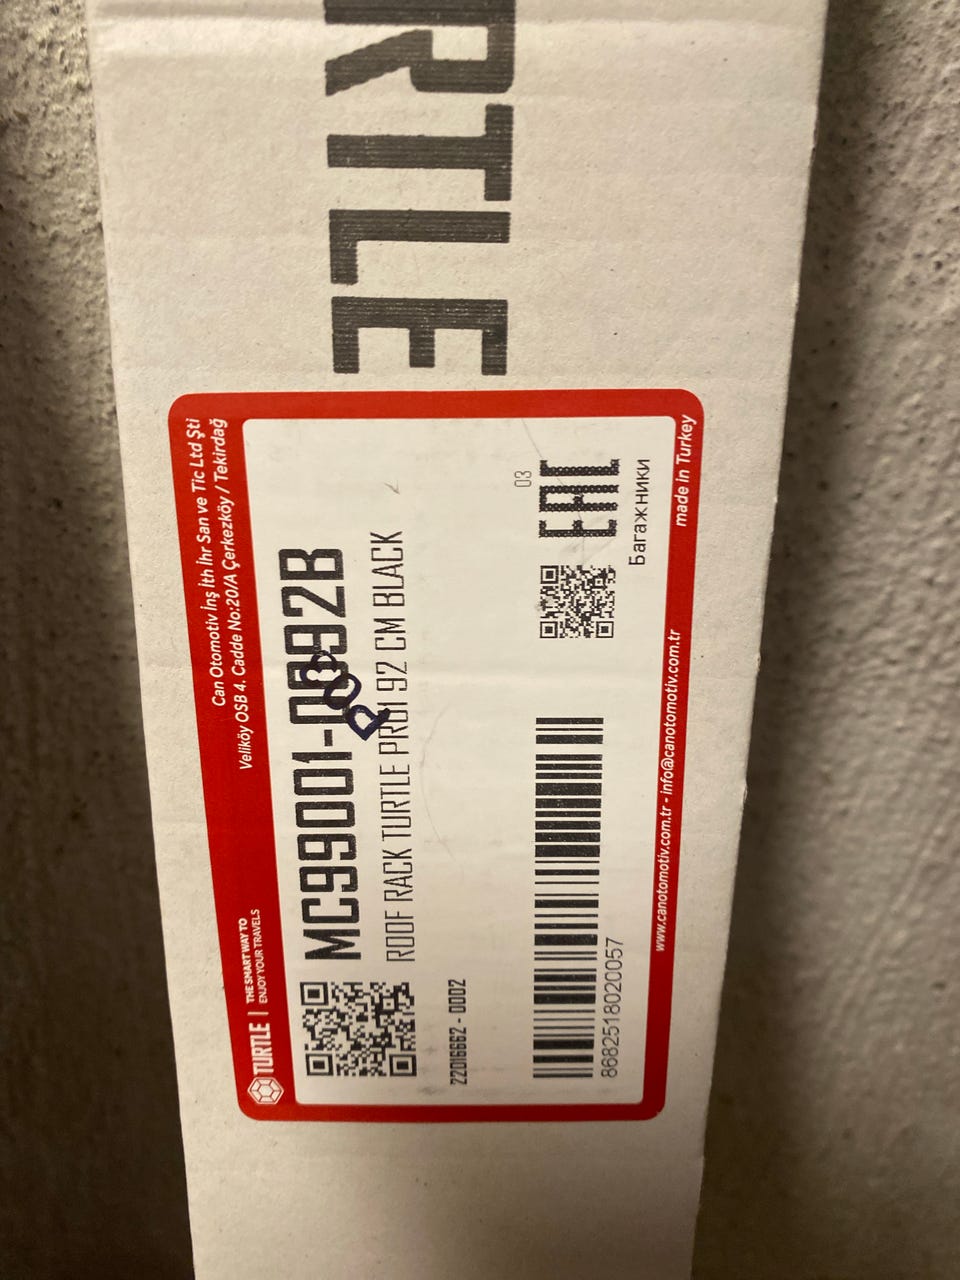 RTLE
Can Otomotiv İnş İth İhr San ve Tic Ltd Şti
Veliköy OSB 4. Cadde No:20/A Çerkezköy / Tekirdağ
TURTLE | THE SMART WAY TO
ENJOY YOUR TRAVELS
MC99001-0092B
ROOF RACK TURTLE PRO1 92 CM BLACK
22016662 - 0002
03
EAC
Багажники
8682518020057
www.canotomotiv.com.tr - info@canotomotiv.com.tr
made in Turkey